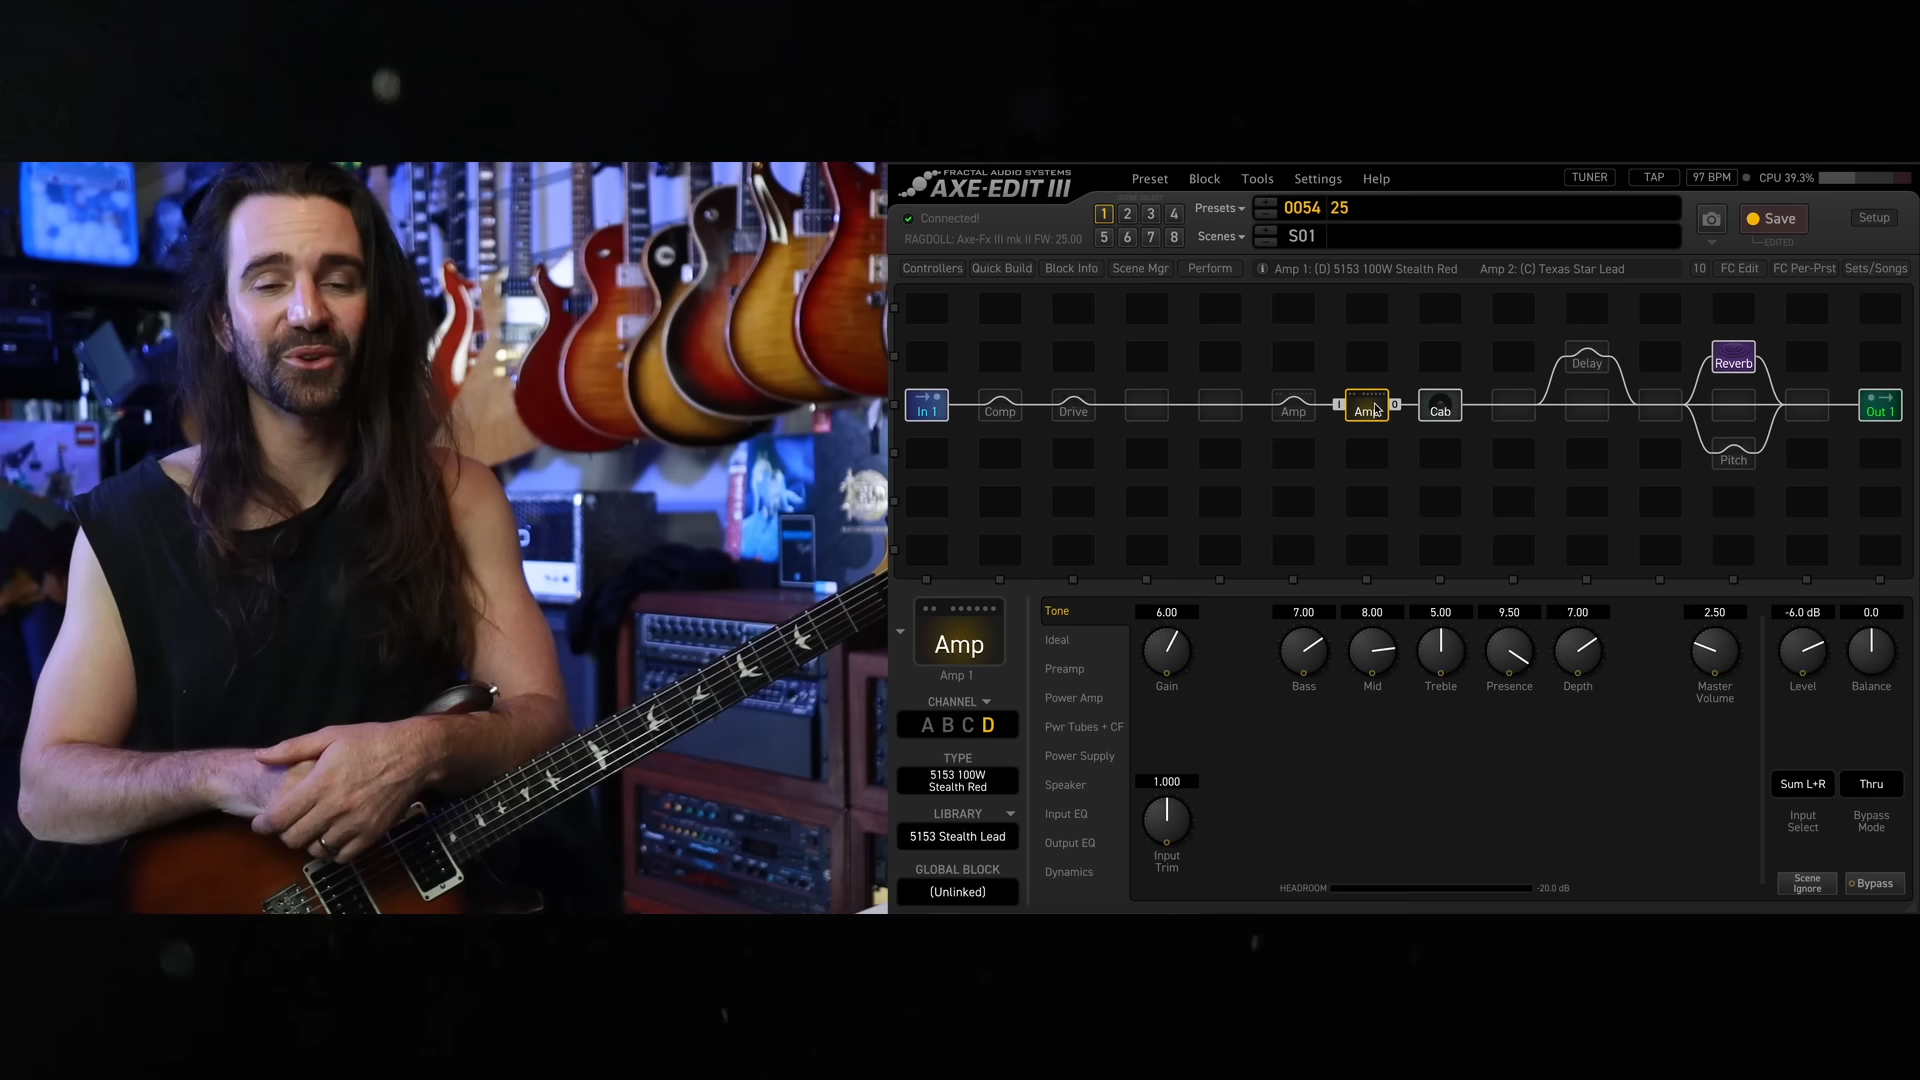 FRACTAL AUDIO SYSTEMS
AXE-EDIT III
Preset Block Tools Settings Help
TUNER TAP 97 BPM CPU 39.3%
Connected!
RAGDOLL: Axe-Fx III mk II FW: 25.00
SCENE SELECT
1 2 3 4
5 6 7 8
Presets 0054 25
Scenes S01
Save
EDITED
Setup
Controllers Quick Build Block Info Scene Mgr Perform
Amp 1: (D) 5153 100W Stealth Red Amp 2: (C) Texas Star Lead
10 FC Edit FC Per-Prst Sets/Songs
Delay Reverb
In 1 Comp Drive Amp I Amp O Cab Out 1
Pitch
Amp
Amp 1
CHANNEL
A B C D
TYPE
5153 100W
Stealth Red
LIBRARY
5153 Stealth Lead
GLOBAL BLOCK
(Unlinked)
Tone
Ideal
Preamp
Power Amp
Pwr Tubes + CF
Power Supply
Speaker
Input EQ
Output EQ
Dynamics
6.00 7.00 8.00 5.00 9.50 7.00 2.50 -6.0 dB 0.0
Gain Bass Mid Treble Presence Depth Master Volume Level Balance
1.000
Input Trim
Sum L+R Thru
Input Select Bypass Mode
Scene Ignore Bypass
HEADROOM -20.0 dB